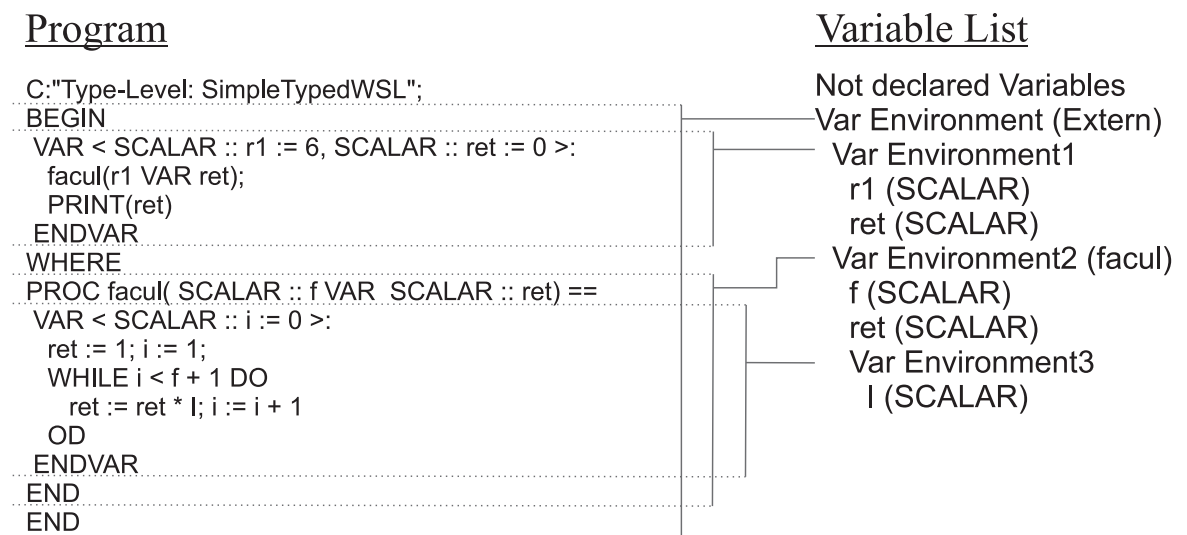 Program
C:"Type-Level: SimpleTypedWSL";
BEGIN
VAR < SCALAR :: r1 := 6, SCALAR :: ret := 0 >:
facul(r1 VAR ret);
PRINT(ret)
ENDVAR
WHERE
PROC facul( SCALAR :: f VAR SCALAR :: ret) ==
VAR < SCALAR :: i := 0 >:
ret := 1; i := 1;
WHILE i < f + 1 DO
ret := ret * I; i := i + 1
OD
ENDVAR
END
END
Variable List
Not declared Variables
Var Environment (Extern)
Var Environment1
r1 (SCALAR)
ret (SCALAR)
Var Environment2 (facul)
f (SCALAR)
ret (SCALAR)
Var Environment3
I (SCALAR)